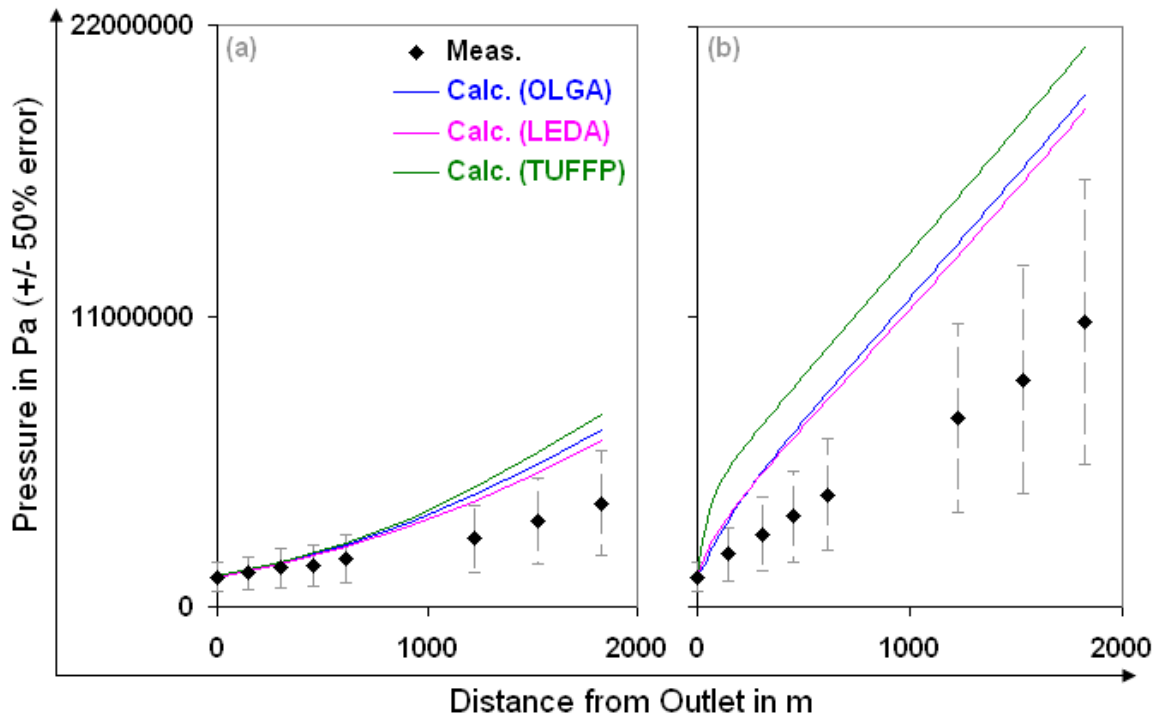 22000000
(a)
Meas.
Calc. (OLGA)
Calc. (LEDA)
Calc. (TUFFP)
(b)
Pressure in Pa (+/- 50% error)
11000000
0
0
1000
2000
0
1000
2000
Distance from Outlet in m